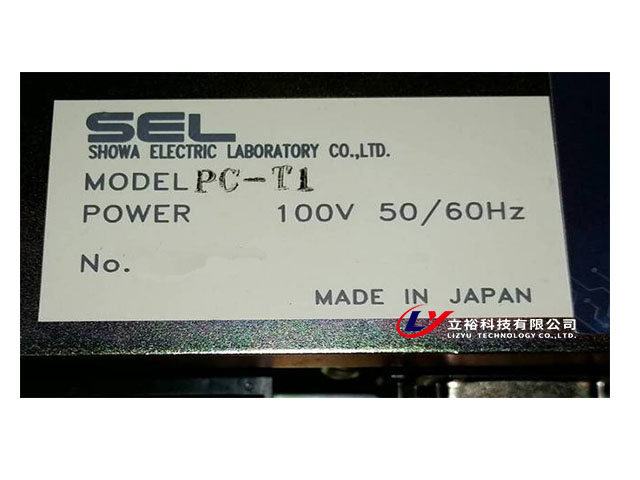 SEL
SHOWA ELECTRIC LABORATORY CO.,LTD.
MODEL PC-T1
POWER 100V 50/60Hz
No.
MADE IN JAPAN
LY 立裕科技有限公司
LIZYU TECHNOLOGY CO.,LTD.